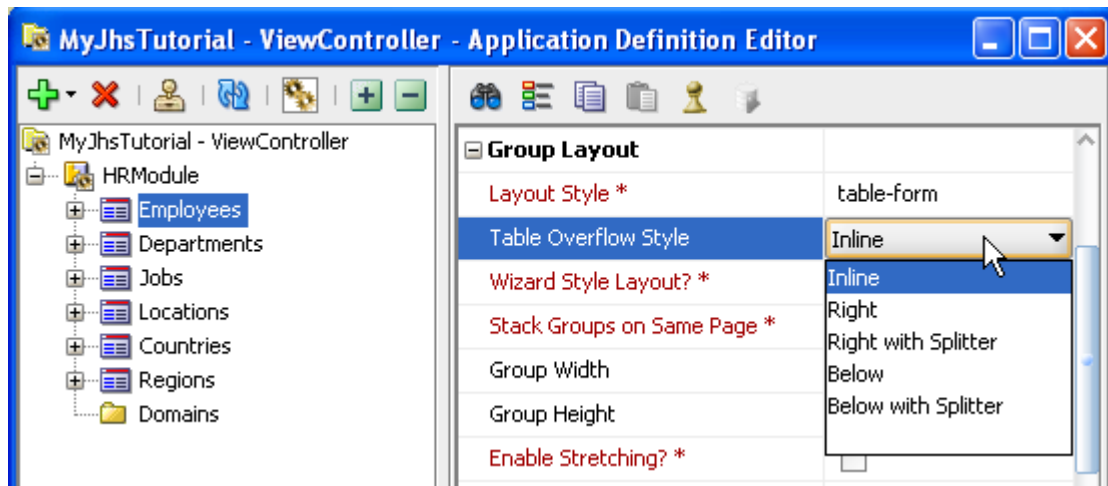 MyJhsTutorial - ViewController - Application Definition Editor
MyJhsTutorial - ViewController
HRModule
Employees
Departments
Jobs
Locations
Countries
Regions
Domains
Group Layout
Layout Style * table-form
Table Overflow Style Inline
Wizard Style Layout? *
Stack Groups on Same Page *
Group Width
Group Height
Enable Stretching? *
Inline
Right
Right with Splitter
Below
Below with Splitter